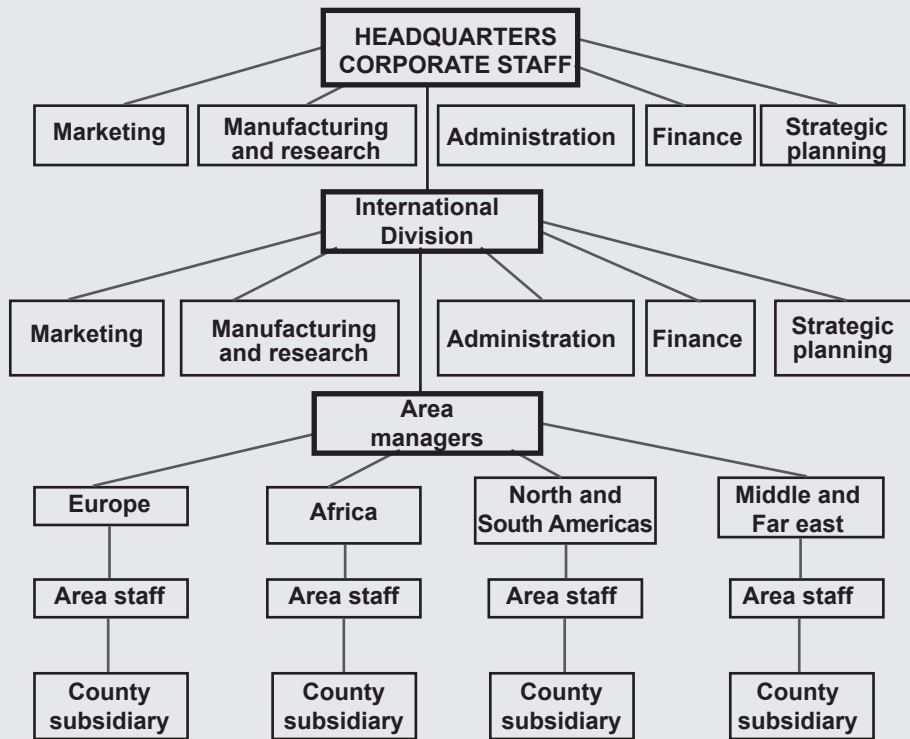 HEADQUARTERS
CORPORATE STAFF
Marketing
Manufacturing
and research
Administration
Finance
Strategic
planning
International
Division
Marketing
Manufacturing
and research
Administration
Finance
Strategic
planning
Area
managers
Europe
Africa
North and
South Americas
Middle and
Far east
Area staff
Area staff
Area staff
Area staff
County
subsidiary
County
subsidiary
County
subsidiary
County
subsidiary